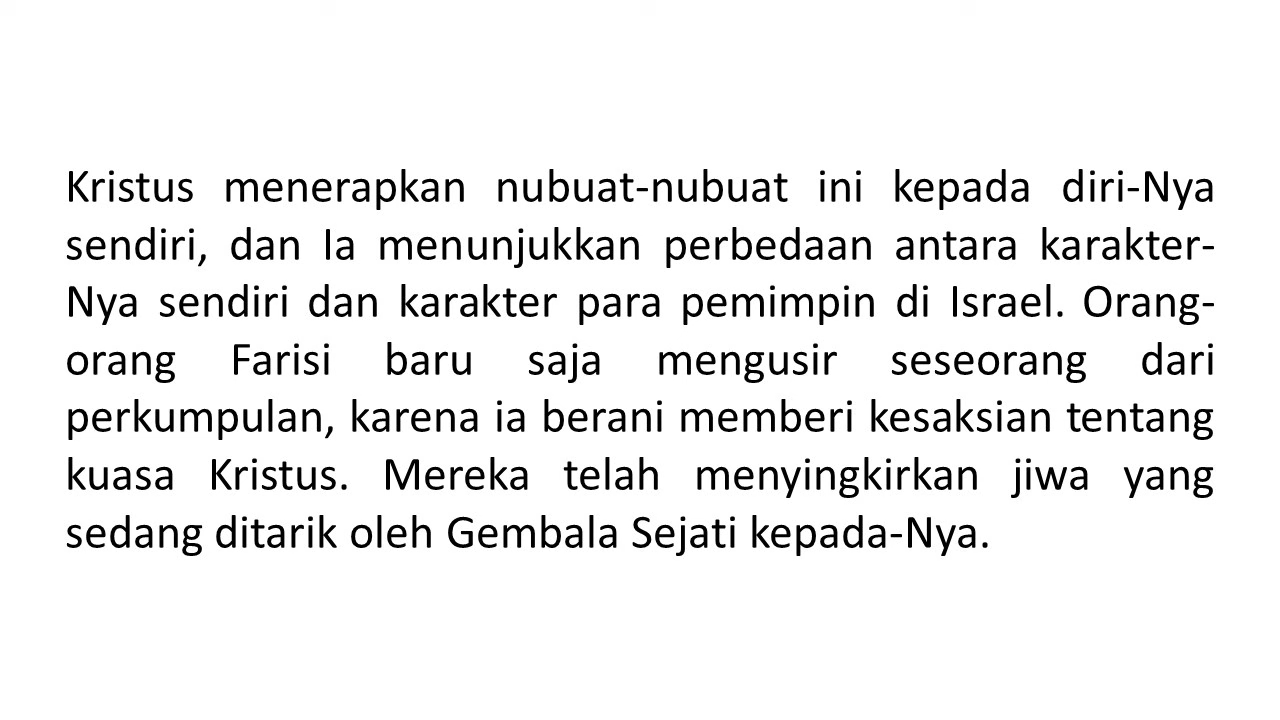 Kristus menerapkan nubuat-nubuat ini kepada diri-Nya
sendiri, dan Ia menunjukkan perbedaan antara karakter-
Nya sendiri dan karakter para pemimpin di Israel. Orang-
orang Farisi baru saja mengusir seseorang dari
perkumpulan, karena ia berani memberi kesaksian tentang
kuasa Kristus. Mereka telah menyingkirkan jiwa yang
sedang ditarik oleh Gembala Sejati kepada-Nya.